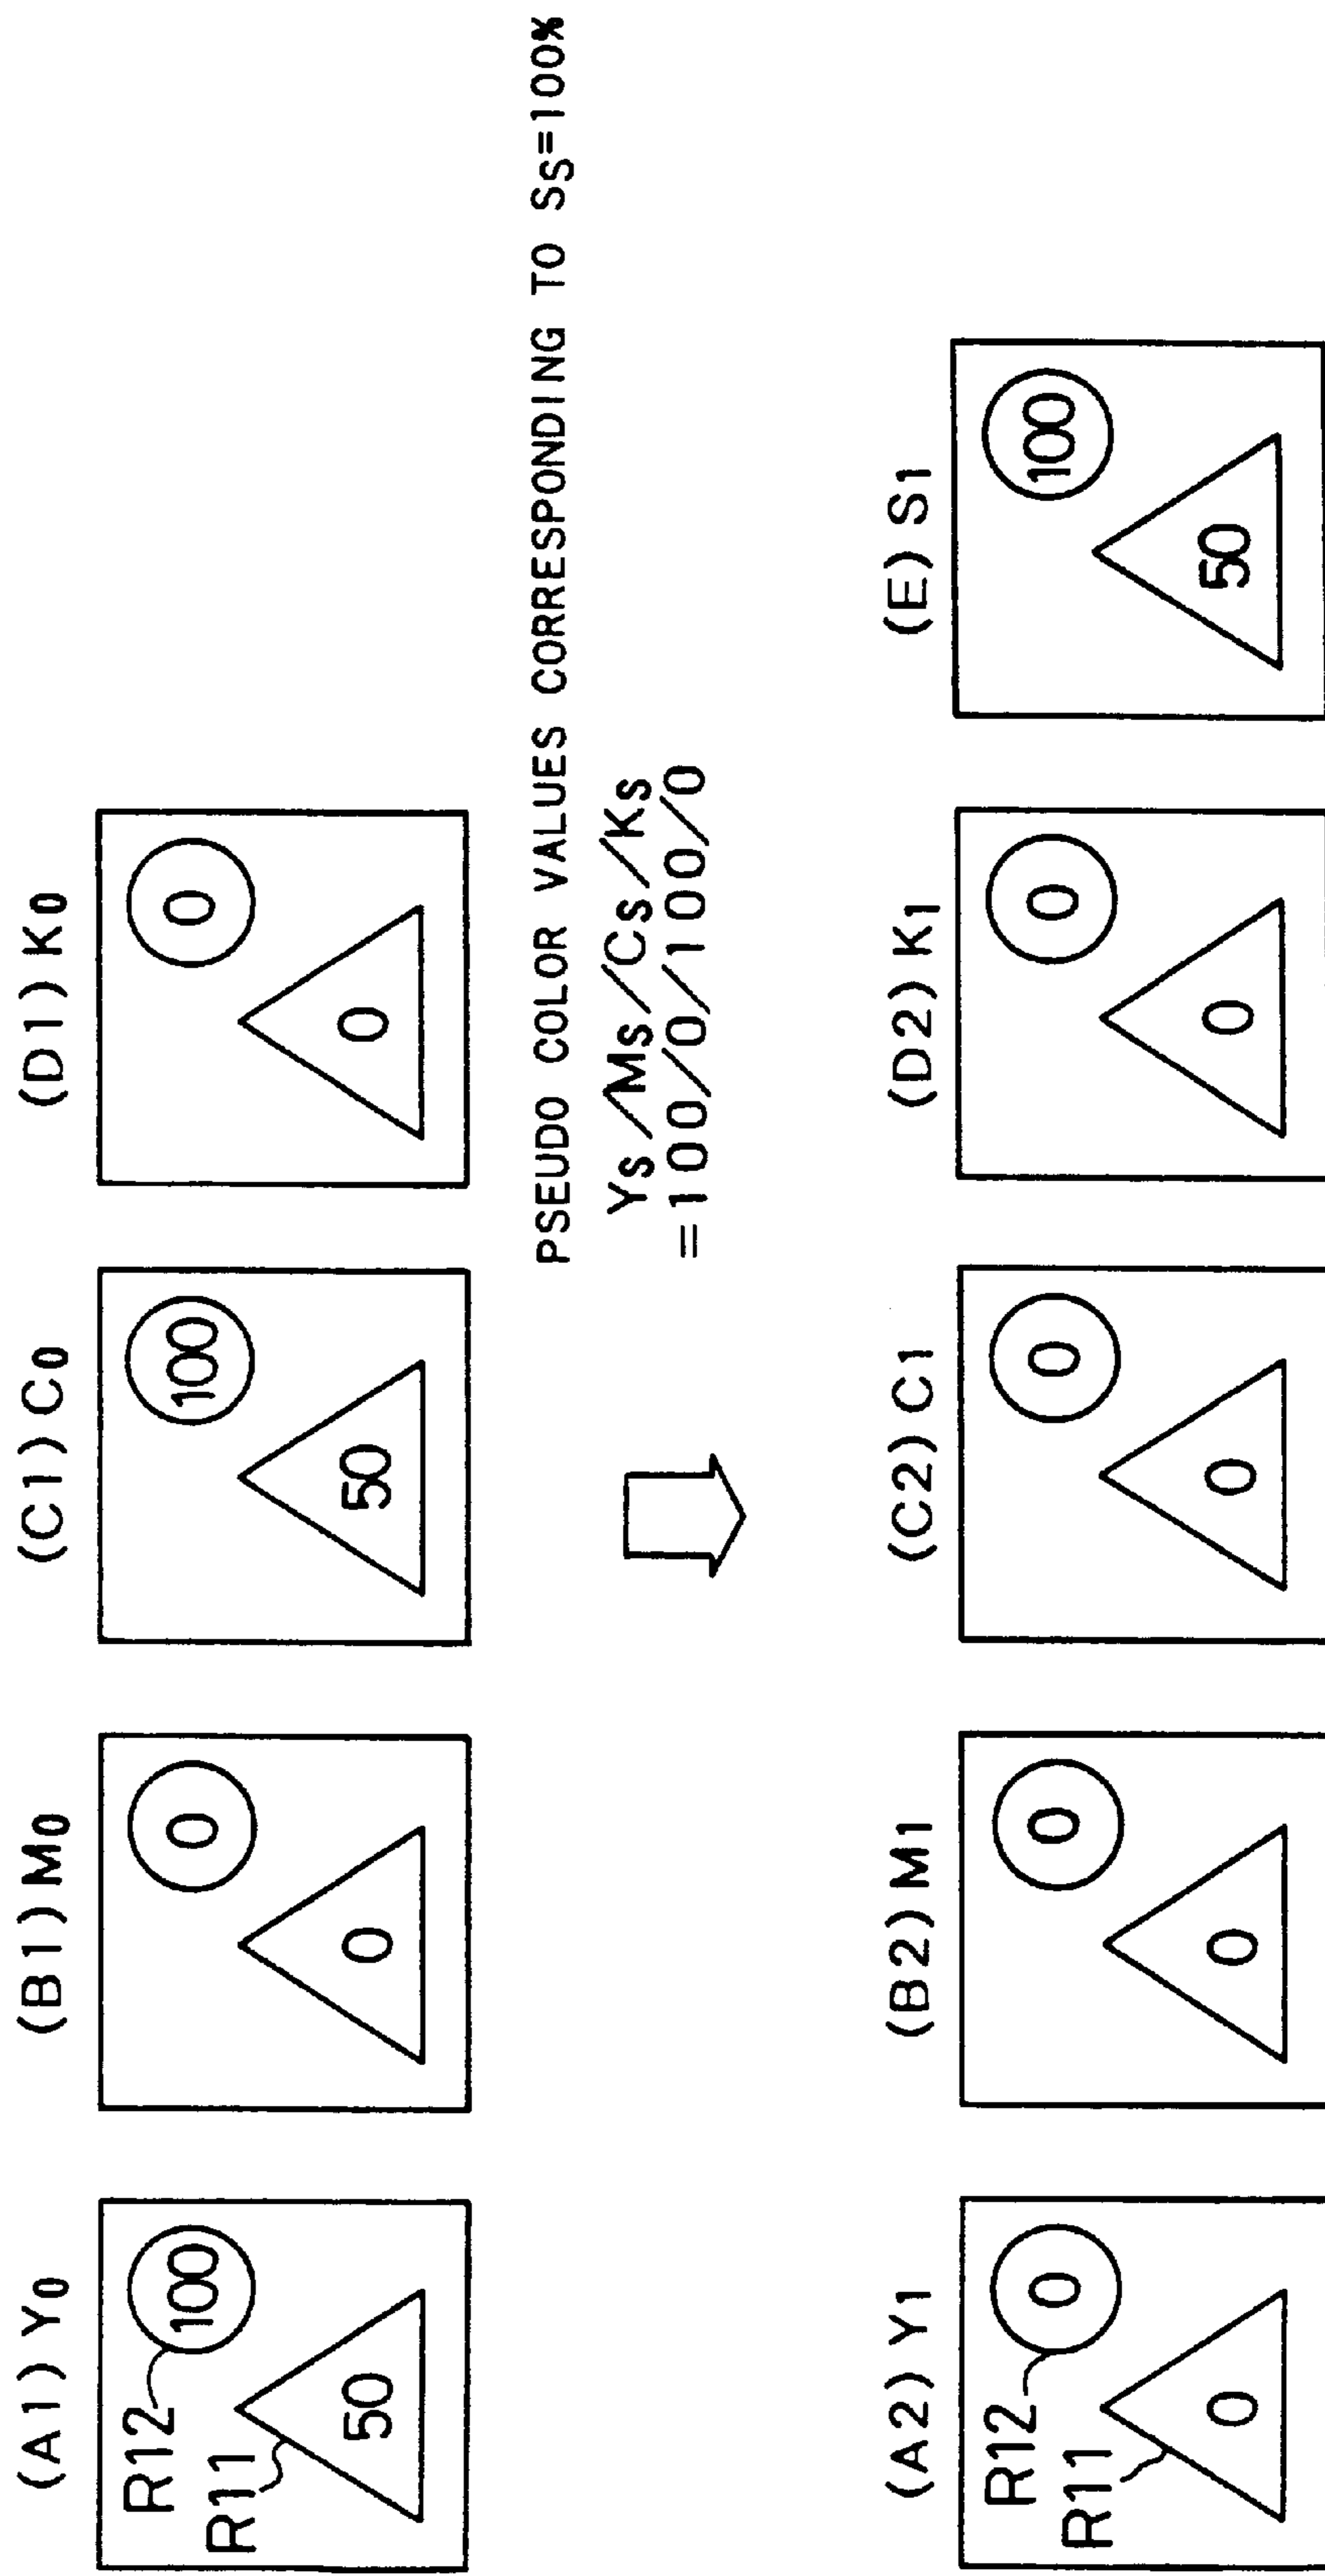 (A1) Y0
R12
100
R11
50
(B1) M0
0
0
(C1) C0
100
50
(D1) K0
0
0
PSEUDO COLOR VALUES CORRESPONDING TO SS=100%
YS/MS/CS/KS
=100/0/100/0
(A2) Y1
R12
0
R11
0
(B2) M1
0
0
(C2) C1
0
0
(D2) K1
0
0
(E) S1
100
50